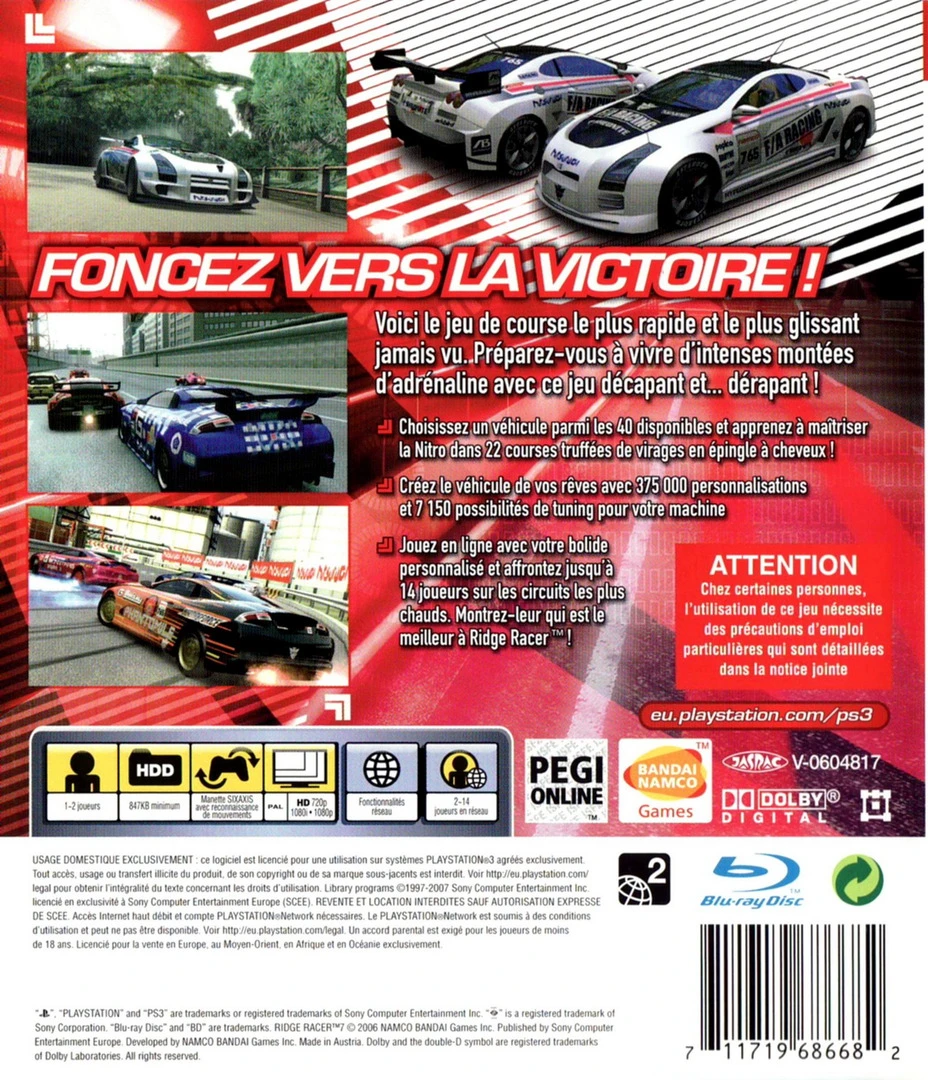 FONCEZ VERS LA VICTOIRE !
Voici le jeu de course le plus rapide et le plus glissant
jamais vu. Préparez-vous à vivre d'intenses montées
d'adrénaline avec ce jeu décapant et... dérapant !
Choisissez un véhicule parmi les 40 disponibles et apprenez à maîtriser
la Nitro dans 22 courses truffées de virages en épingle à cheveux !
Créez le véhicule de vos rêves avec 375 000 personnalisations
et 7 150 possibilités de tuning pour votre machine
Jouez en ligne avec votre bolide
personnalisé et affrontez jusqu'à
14 joueurs sur les circuits les plus
chauds. Montrez-leur qui est le
meilleur à Ridge Racer™ !
ATTENTION
Chez certaines personnes,
l'utilisation de ce jeu nécessite
des précautions d'emploi
particulières qui sont détaillées
dans la notice jointe
eu.playstation.com/ps3
1-2 joueurs
HDD
847KB minimum
Manette SIXAXIS
avec reconnaissance
de mouvements
PAL
HD 720p
1080i • 1080p
Fonctionnalités
réseau
2-14
joueurs en réseau
PEGI
ONLINE
TM
BANDAI
NAMCO
Games
TM
JASRAC V-0604817
DOLBY®
DIGITAL
USAGE DOMESTIQUE EXCLUSIVEMENT : ce logiciel est licencié pour une utilisation sur systèmes PLAYSTATION®3 agréés exclusivement.
Tout accès, usage ou transfert illicite du produit, de son copyright ou de sa marque sous-jacents est interdit. Voir http://eu.playstation.com/
legal pour obtenir l'intégralité du texte concernant les droits d'utilisation. Library programs ©1997-2007 Sony Computer Entertainment Inc.
licencié en exclusivité à Sony Computer Entertainment Europe (SCEE). REVENTE ET LOCATION INTERDITES SAUF AUTORISATION EXPRESSE
DE SCEE. Accès Internet haut débit et compte PLAYSTATION®Network nécessaires. Le PLAYSTATION®Network est soumis à des conditions
d'utilisation et peut ne pas être disponible. Voir http://eu.playstation.com/legal. Un accord parental est exigé pour les joueurs de moins
de 18 ans. Licencié pour la vente en Europe, au Moyen-Orient, en Afrique et en Océanie exclusivement.
2
Blu-ray Disc
TM
"", "PLAYSTATION" and "PS3" are trademarks or registered trademarks of Sony Computer Entertainment Inc. "" is a registered trademark of
Sony Corporation. "Blu-ray Disc" and "BD" are trademarks. RIDGE RACER™7 © 2006 NAMCO BANDAI Games Inc. Published by Sony Computer
Entertainment Europe. Developed by NAMCO BANDAI Games Inc. Made in Austria. Dolby and the double-D symbol are registered trademarks
of Dolby Laboratories. All rights reserved.
7 11719 68668 2
F/A RACING
765
F/A RACING
765